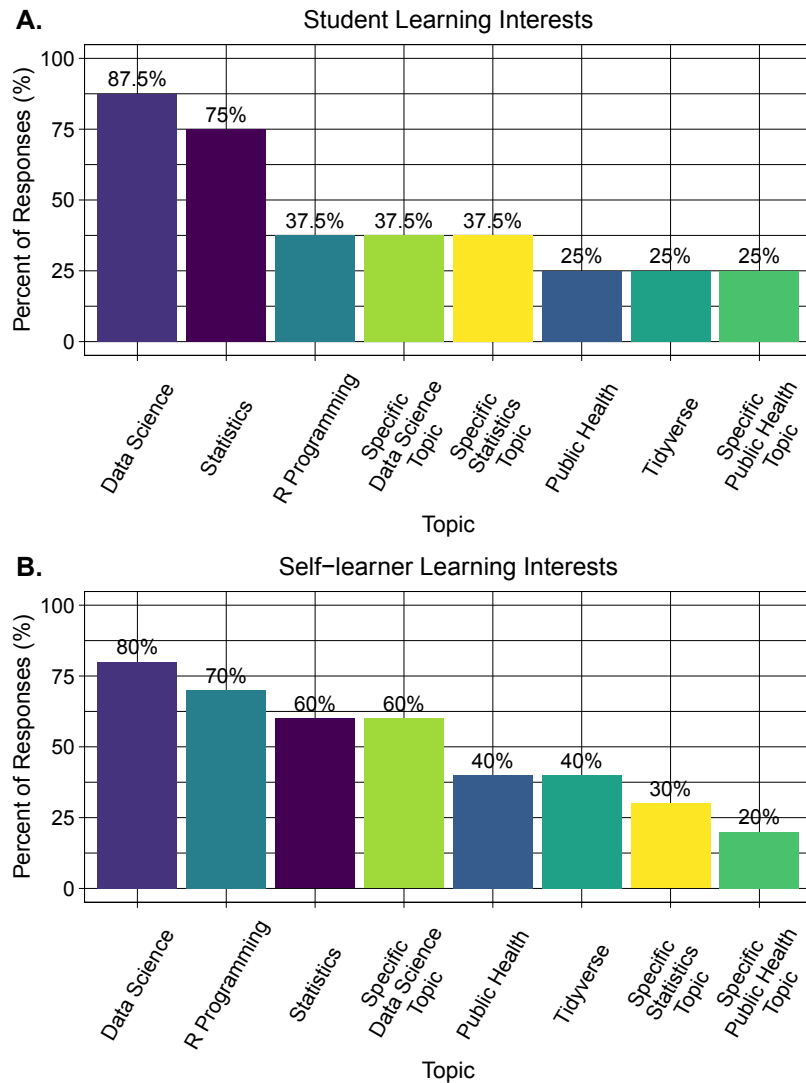 A.
Student Learning Interests
Percent of Responses (%)
100
75
50
25
0
87.5%
75%
37.5%
37.5%
37.5%
25%
25%
25%
Data Science
Statistics
R Programming
Specific
Data Science
Topic
Specific
Statistics
Topic
Public Health
Tidyverse
Specific
Public Health
Topic
Topic
B.
Self−learner Learning Interests
Percent of Responses (%)
100
75
50
25
0
80%
70%
60%
60%
40%
40%
30%
20%
Data Science
R Programming
Statistics
Specific
Data Science
Topic
Public Health
Tidyverse
Specific
Statistics
Topic
Specific
Public Health
Topic
Topic